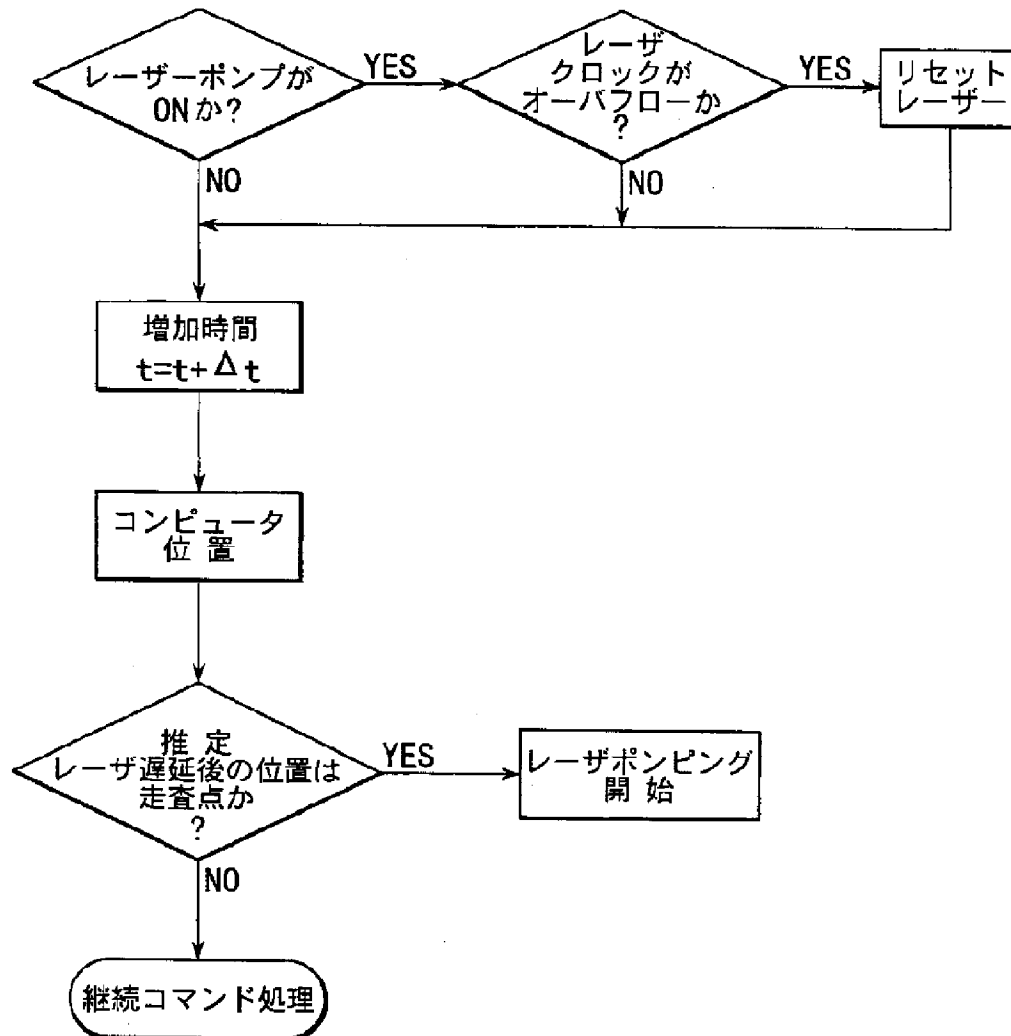 レーザーポンプが
ONか?
YES
レーザ
クロックが
オーバフローか
?
YES
リセット
レーザー
NO
NO
増加時間
t=t+Δt
コンピュータ
位置
推定
レーザ遅延後の位置は
走査点か
?
YES
レーザポンピング
開始
NO
継続コマンド処理